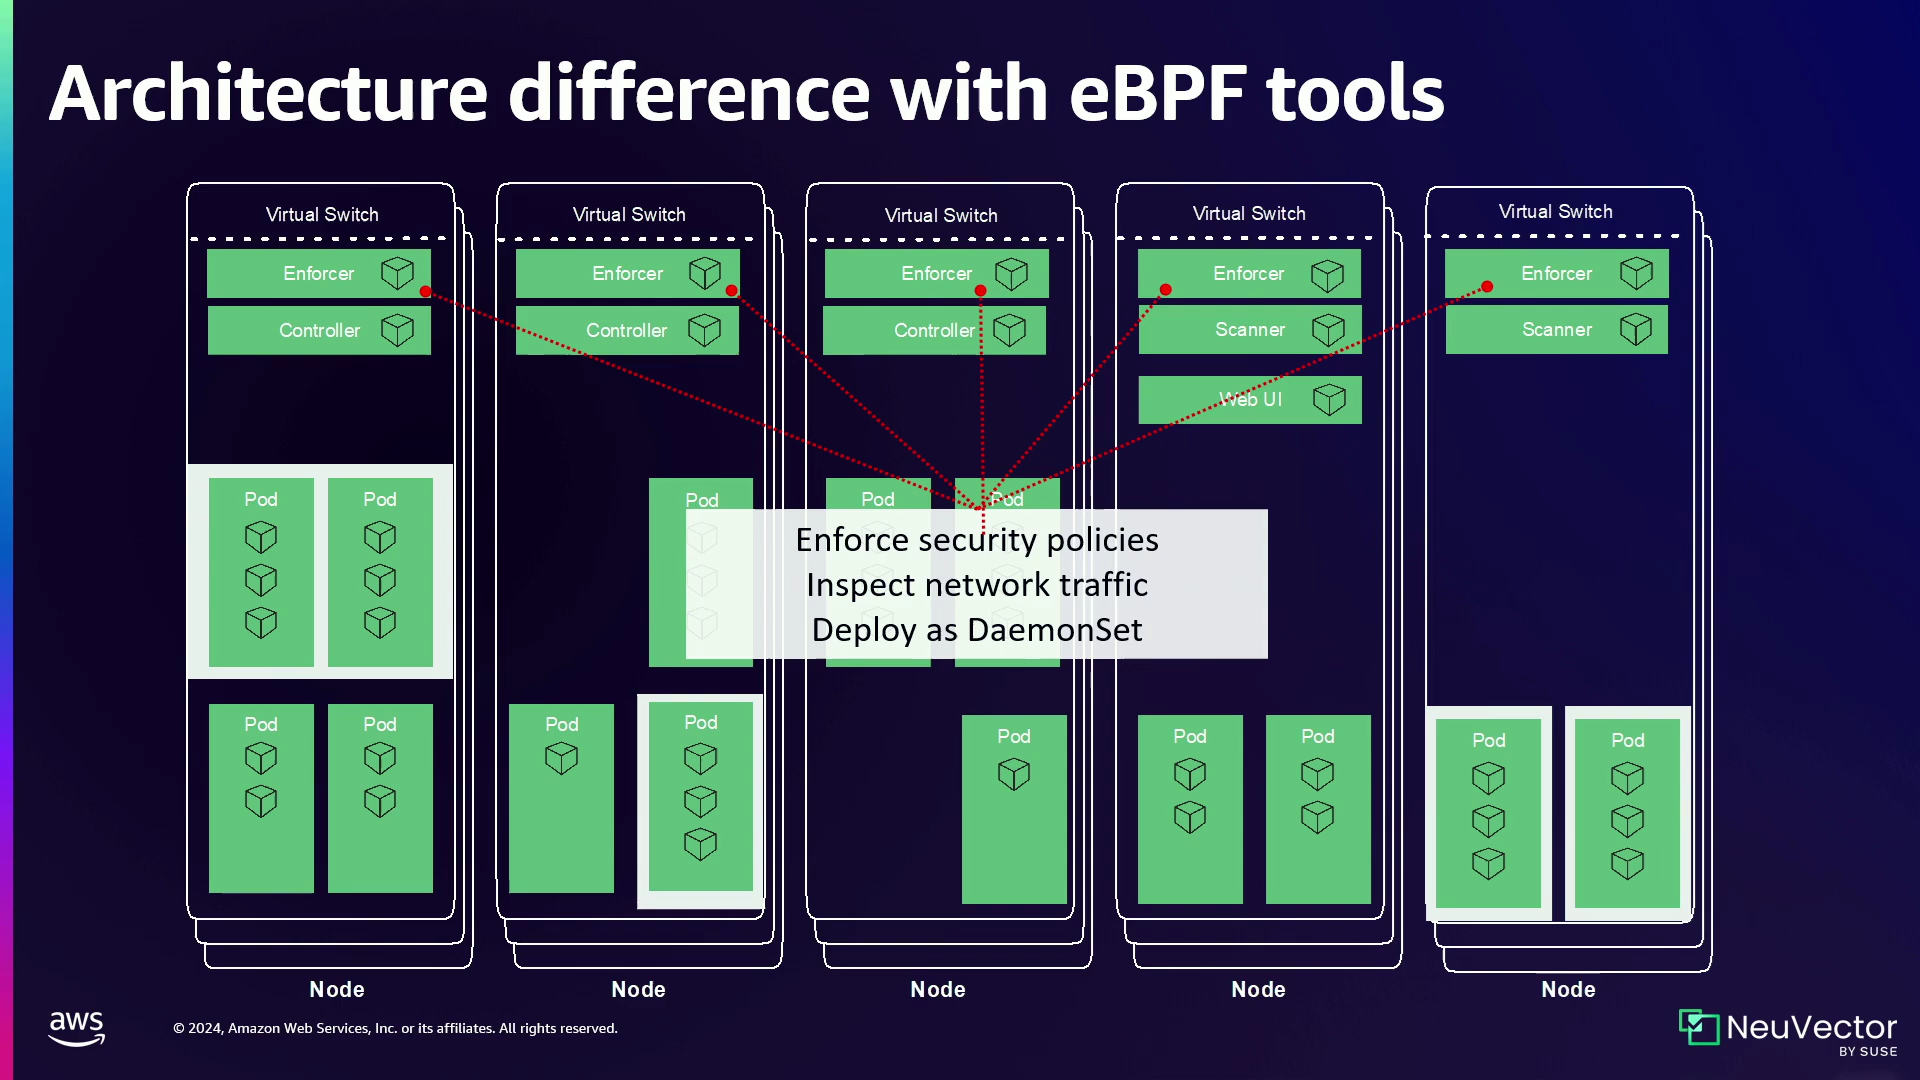 Architecture difference with eBPF tools
Virtual Switch
Virtual Switch
Virtual Switch
Virtual Switch
Virtual Switch
Enforcer
Enforcer
Enforcer
Enforcer
Enforcer
Controller
Controller
Controller
Scanner
Scanner
Web UI
Pod
Pod
Pod
Pod
Pod
Enforce security policies
Inspect network traffic
Deploy as DaemonSet
Pod
Pod
Pod
Pod
Pod
Pod
Pod
Pod
Pod
Node
Node
Node
Node
Node
aws
© 2024, Amazon Web Services, Inc. or its affiliates. All rights reserved.
NeuVector
BY SUSE